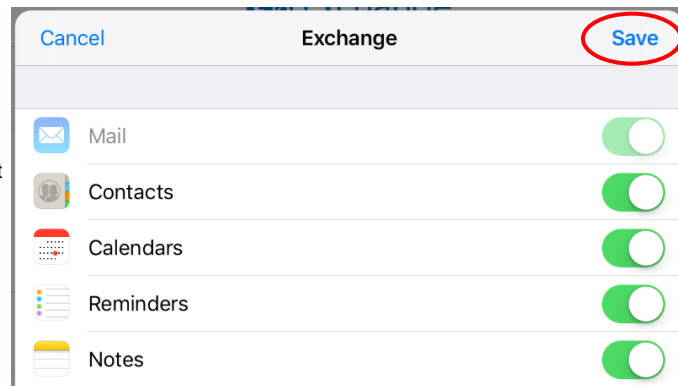 Cancel Exchange Save
Mail
Contacts
Calendars
Reminders
Notes